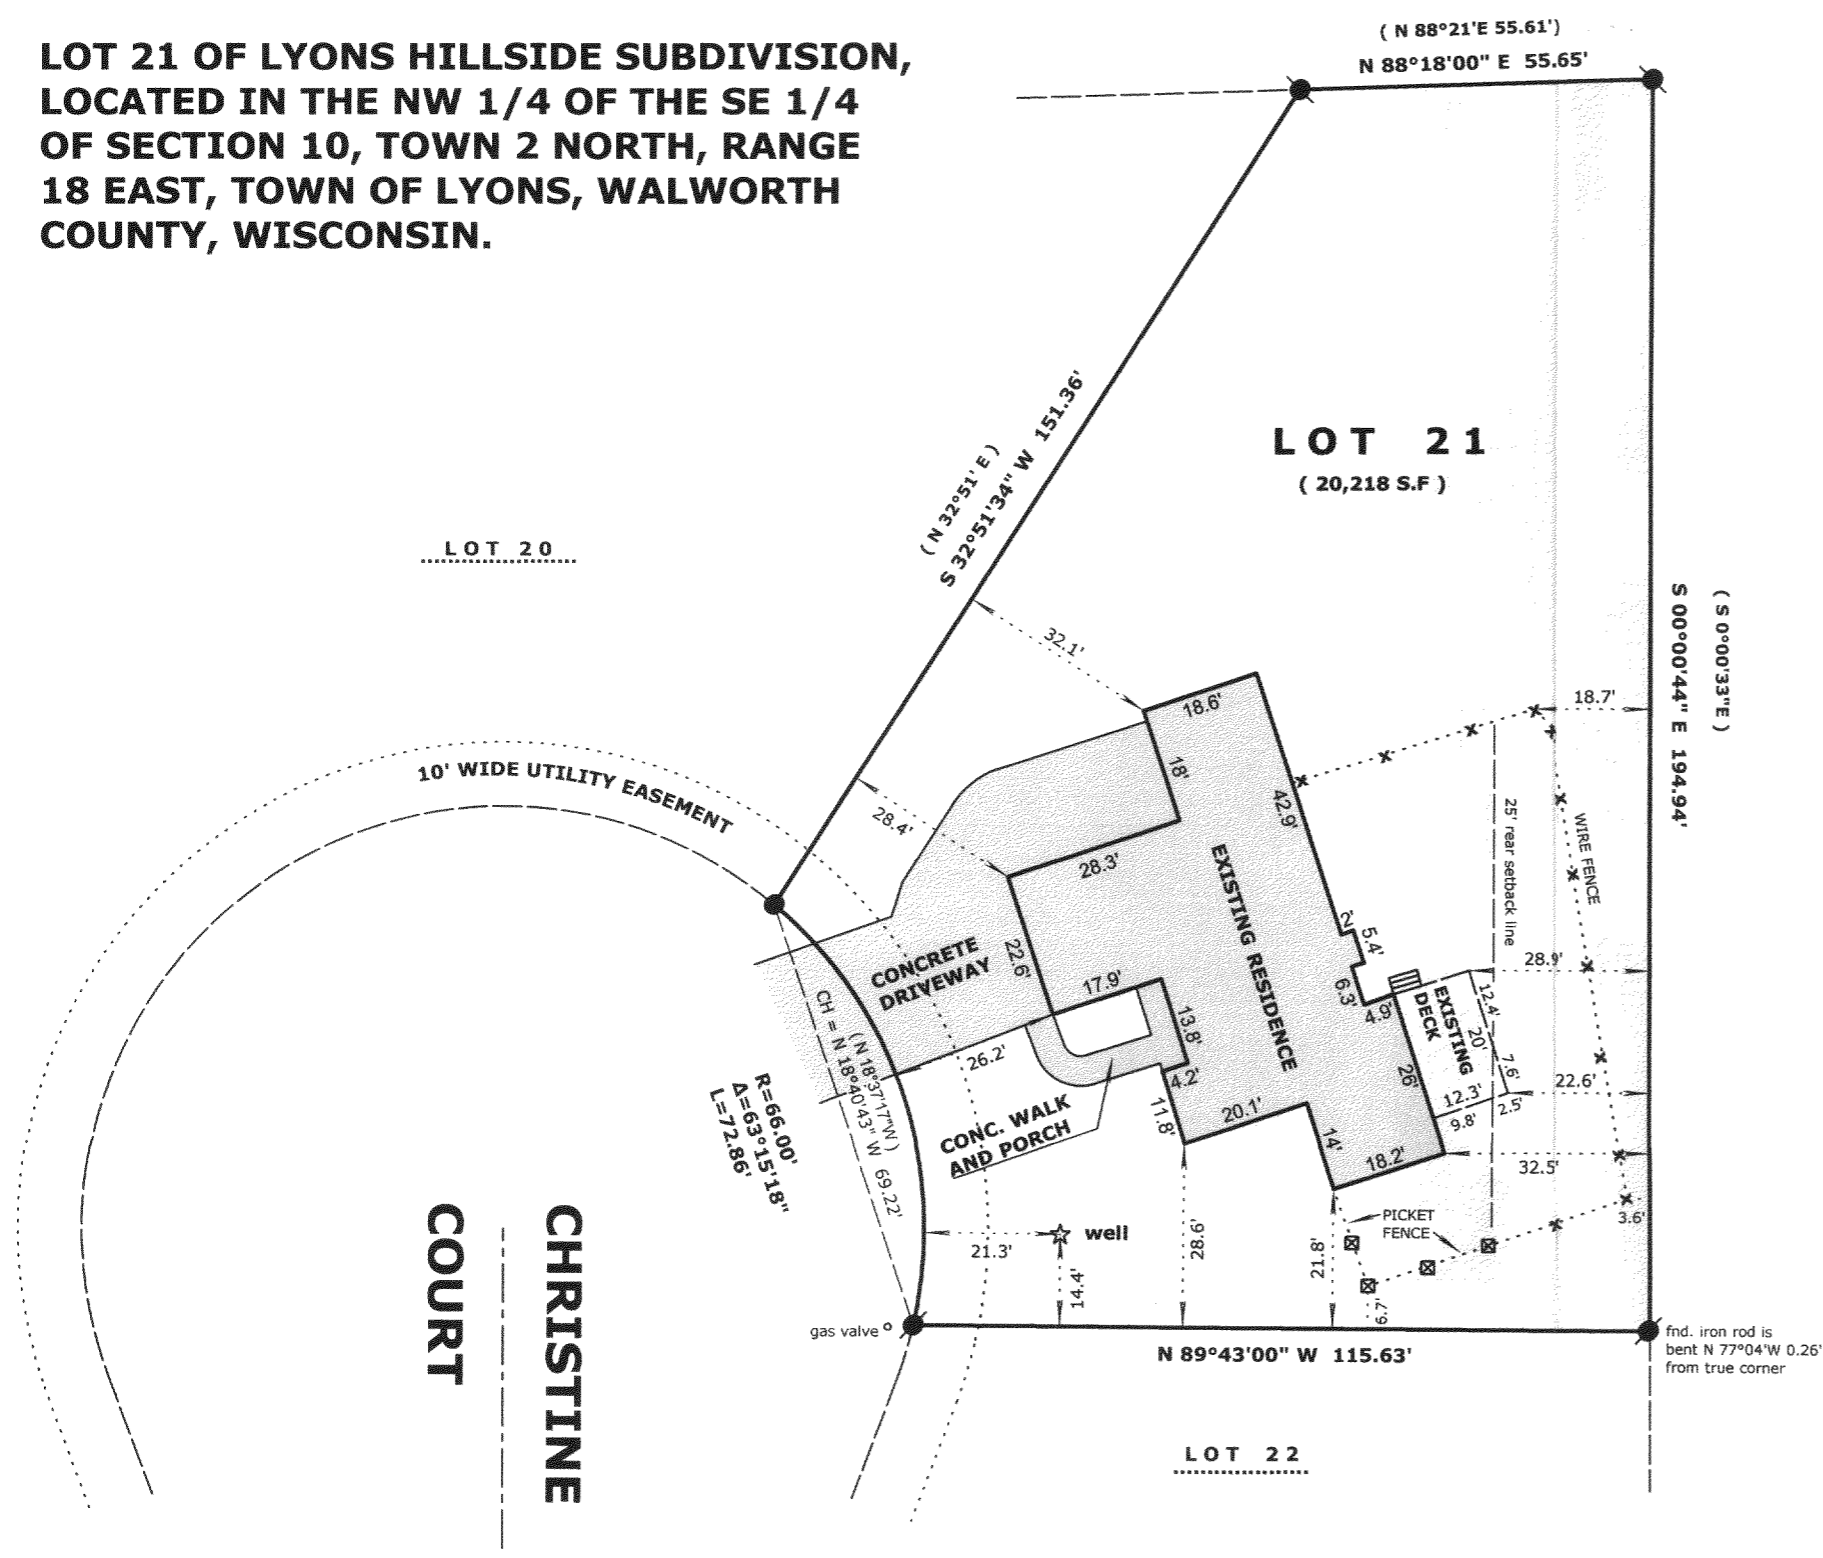 LOT 21 OF LYONS HILLSIDE SUBDIVISION,
LOCATED IN THE NW 1/4 OF THE SE 1/4
OF SECTION 10, TOWN 2 NORTH, RANGE
18 EAST, TOWN OF LYONS, WALWORTH
COUNTY, WISCONSIN.
( N 88°21'E 55.61')
N 88°18'00" E 55.65'
( N 32°51' E )
S 32°51'34" W 151.36'
LOT 21
( 20,218 S.F )
LOT 20
S 00°00'44" E 194.94'
( S 0°00'33"E )
32.1'
18.6'
18.7'
18'
42.9'
10' WIDE UTILITY EASEMENT
28.4'
28.3'
25' rear setback line
WIRE FENCE
EXISTING RESIDENCE
2'
5.4'
6.3'
4.9'
22.6'
17.9'
CONCRETE
DRIVEWAY
28.9'
12.4'
20'
7.6'
EXISTING
DECK
13.8'
4.2'
11.8'
26.2'
26'
12.3'
9.8'
2.5'
22.6'
20.1'
14'
18.2'
32.5'
CONC. WALK
AND PORCH
( N 18°37'17"W )
CH = N 18°40'43" W 69.22'
R=66.00'
Δ=63°15'18"
L=72.86'
PICKET
FENCE
3.6'
well
21.3'
14.4'
28.6'
21.8'
6.7'
CHRISTINE
COURT
gas valve
N 89°43'00" W 115.63'
fnd. iron rod is
bent N 77°04'W 0.26'
from true corner
LOT 22